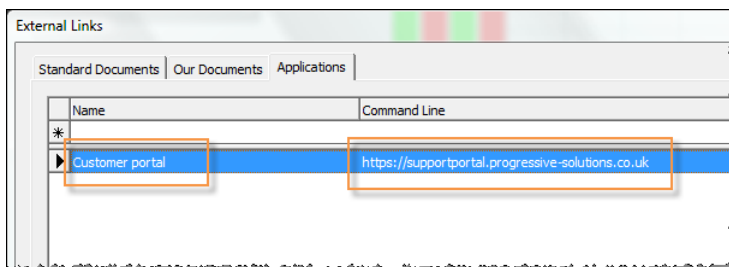 External Links
Standard Documents Our Documents Applications
Name Command Line
Customer portal https://supportportal.progressive-solutions.co.uk